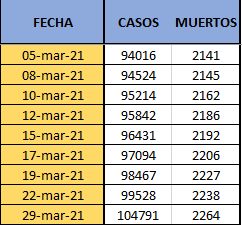 FECHA CASOS MUERTOS
05-mar-21 94016 2141
08-mar-21 94524 2145
10-mar-21 95214 2162
12-mar-21 95842 2186
15-mar-21 96431 2192
17-mar-21 97094 2206
19-mar-21 98467 2227
22-mar-21 99528 2238
29-mar-21 104791 2264